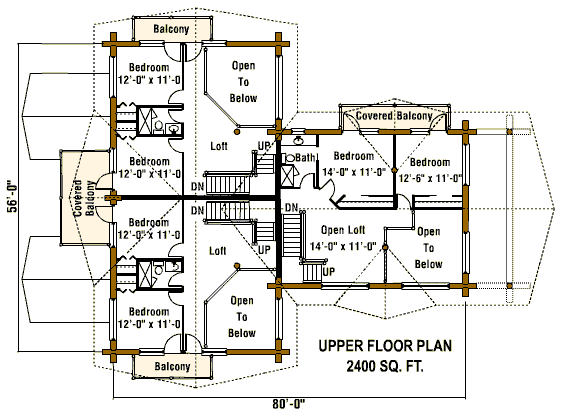 Balcony
Bedroom
12'-0" x 11'-0
Open
To
Below
Covered Balcony
Loft
UP
Bath
Bedroom
14'-0" x 11'-0"
Bedroom
12'-6" x 11'-0"
Bedroom
12'-0" x 11'-0
DN
Covered
Balcony
56'-0"
DN
DN
Bedroom
12'-0" x 11'-0
Loft
UP
Open Loft
14'-0" x 11'-0"
Open
To
Below
UP
Bedroom
12'-0" x 11'-0
Open
To
Below
Balcony
UPPER FLOOR PLAN
2400 SQ. FT.
80'-0"